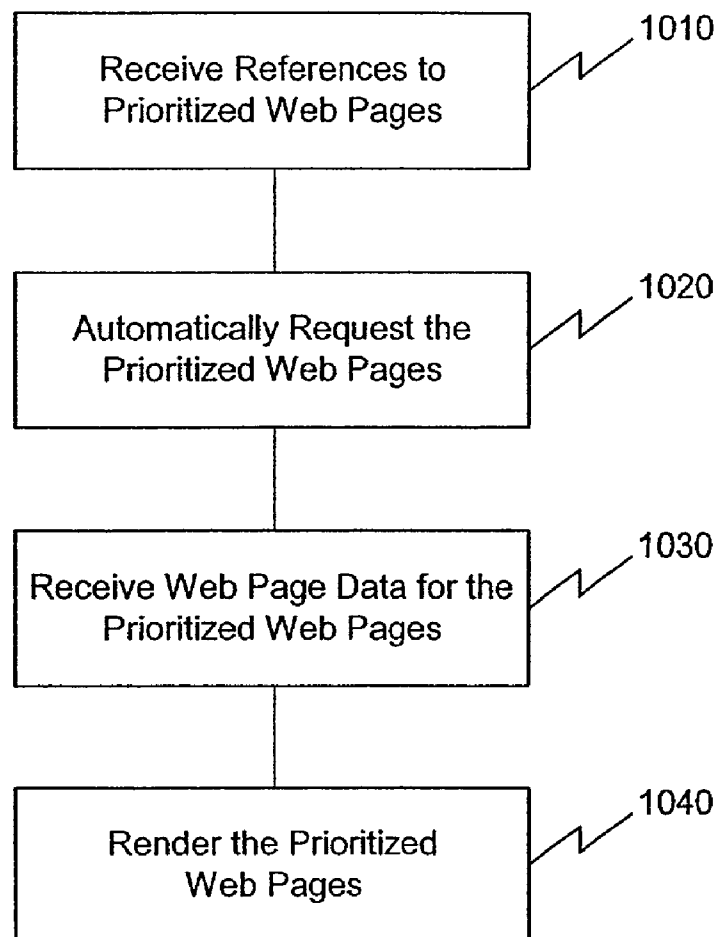 Receive References to
Prioritized Web Pages
1010
Automatically Request the
Prioritized Web Pages
1020
Receive Web Page Data for the
Prioritized Web Pages
1030
Render the Prioritized
Web Pages
1040